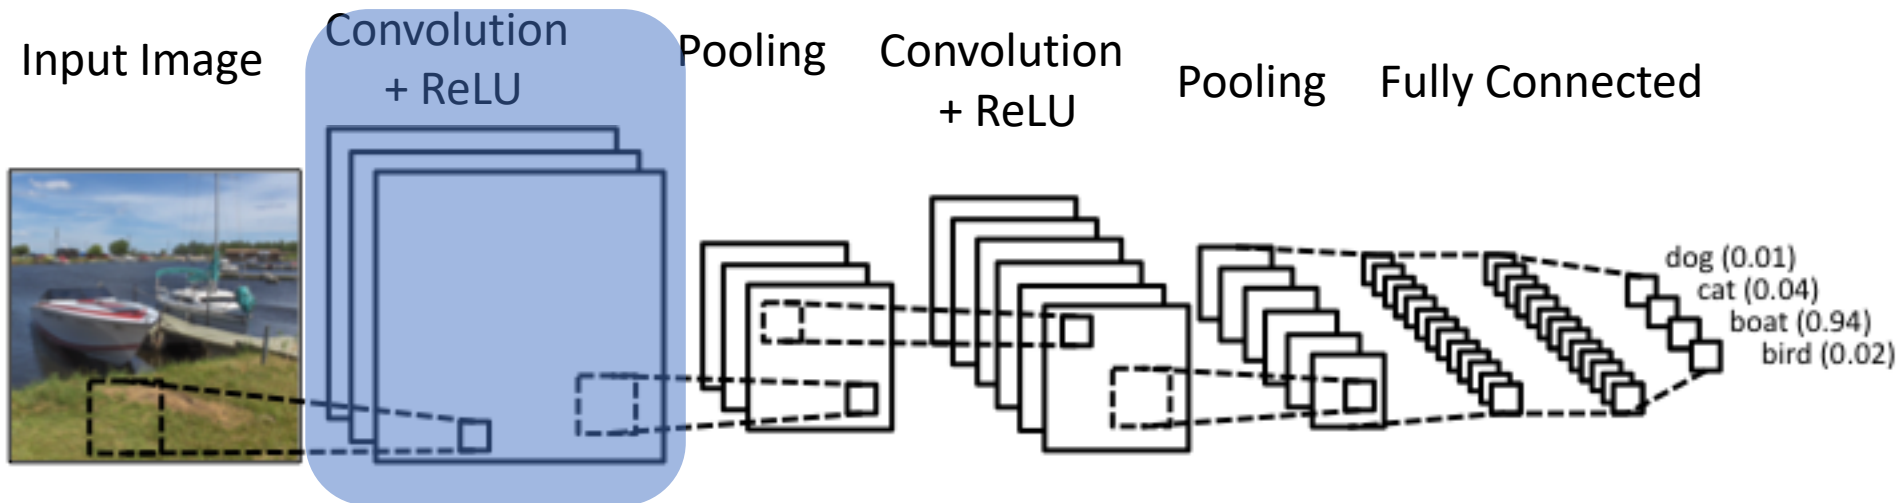 Input Image
Convolution
+ ReLU
Pooling
Convolution
+ ReLU
Pooling
Fully Connected
dog (0.01)
cat (0.04)
boat (0.94)
bird (0.02)